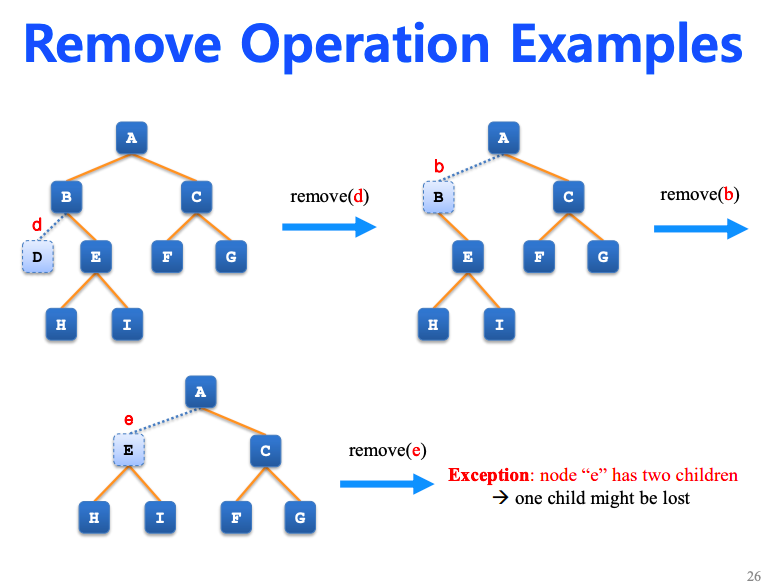 Remove Operation Examples
A
B
C
d
D
E
F
G
H
I
remove(d)
A
b
B
C
E
F
G
H
I
remove(b)
A
e
E
C
H
I
F
G
remove(e)
Exception: node “e” has two children
→ one child might be lost
26